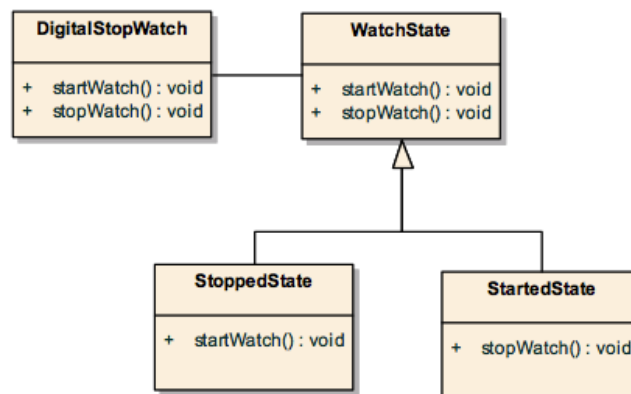 DigitalStopWatch
+ startWatch() : void
+ stopWatch() : void
WatchState
+ startWatch() : void
+ stopWatch() : void
StoppedState
+ startWatch() : void
StartedState
+ stopWatch() : void